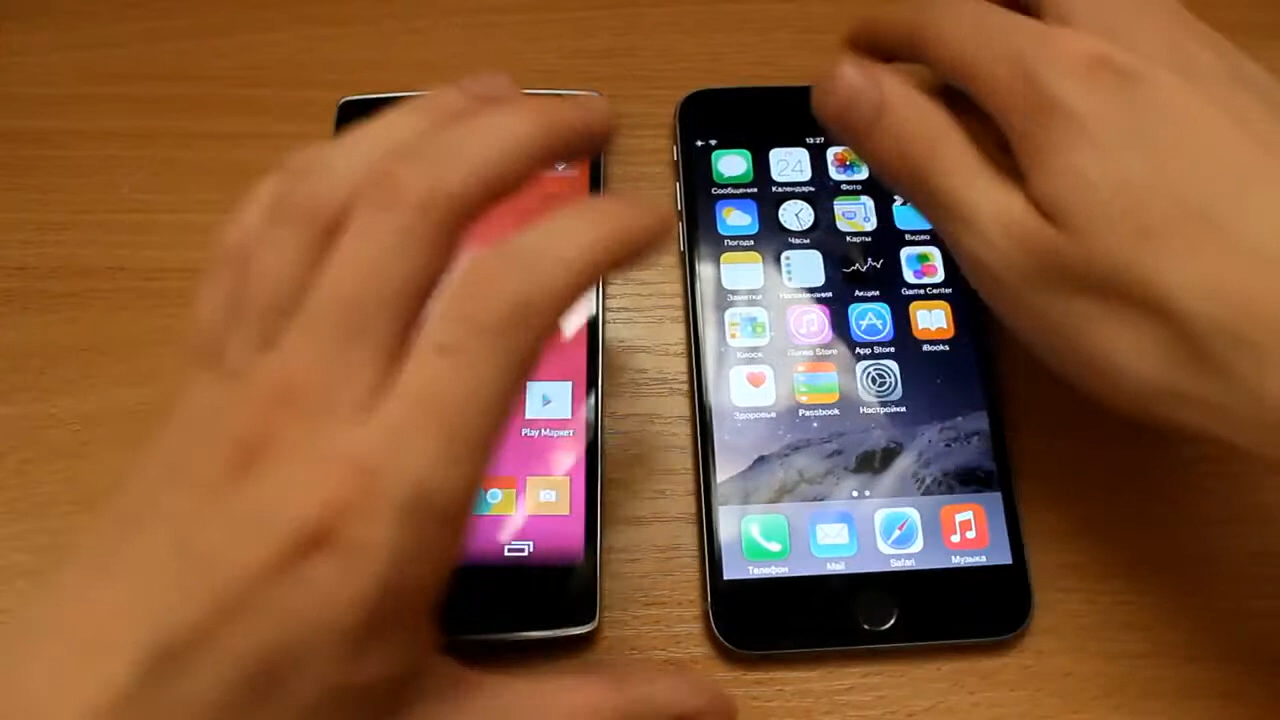 13:27
24
Сообщения Календарь Фото
Погода Часы Карты Видео
Заметки Напоминания Акции Game Center
Киоск iTunes Store App Store iBooks
Здоровье Passbook Настройки
Телефон Mail Safari Музыка
Play Маркет